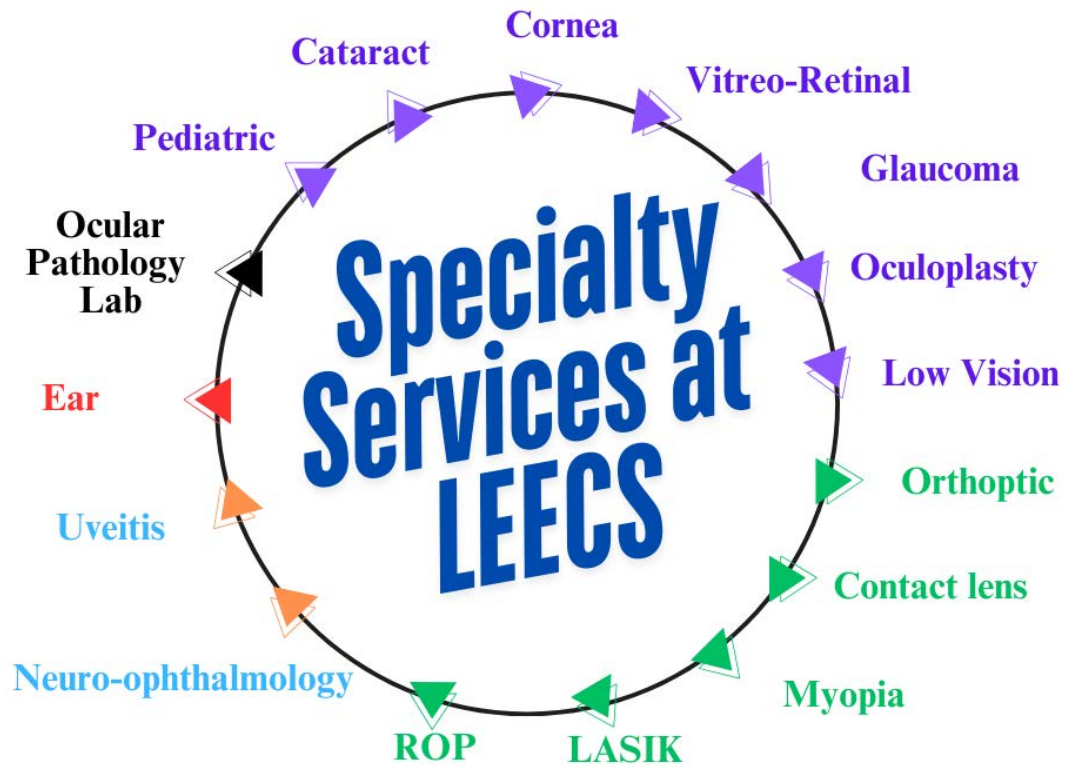 Cornea
Cataract
Vitreo-Retinal
Pediatric
Glaucoma
Ocular
Pathology
Lab
Oculoplasty
Low Vision
Ear
Orthoptic
Uveitis
Contact lens
Neuro-ophthalmology
Myopia
ROP
LASIK
Specialty
Services at
LEECS